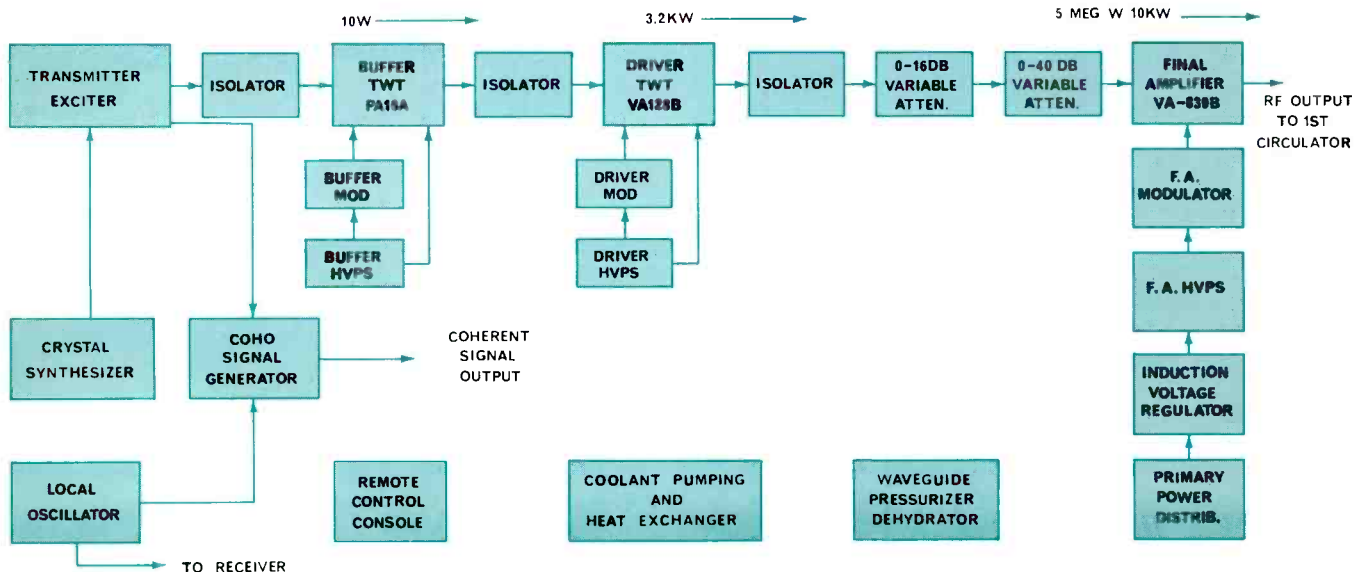 10W
3.2KW
5 MEG W 10KW
TRANSMITTER
EXCITER
ISOLATOR
BUFFER
TWT
PA16A
ISOLATOR
DRIVER
TWT
VA128B
ISOLATOR
0-16DB
VARIABLE
ATTEN.
0-40 DB
VARIABLE
ATTEN.
FINAL
AMPLIFIER
RF OUTPUT
TO 1ST
CIRCULATOR
BUFFER
MOD
DRIVER
MOD
F.A.
MODULATOR
BUFFER
HVPS
DRIVER
HVPS
F.A. HVPS
CRYSTAL
SYNTHESIZER
COHO
SIGNAL
GENERATOR
COHERENT
SIGNAL
OUTPUT
INDUCTION
VOLTAGE
REGULATOR
LOCAL
OSCILLATOR
REMOTE
CONTROL
CONSOLE
COOLANT PUMPING
AND
HEAT EXCHANGER
WAVEGUIDE
PRESSURIZER
DEHYDRATOR
PRIMARY
POWER
DISTRIB.
TO RECEIVER